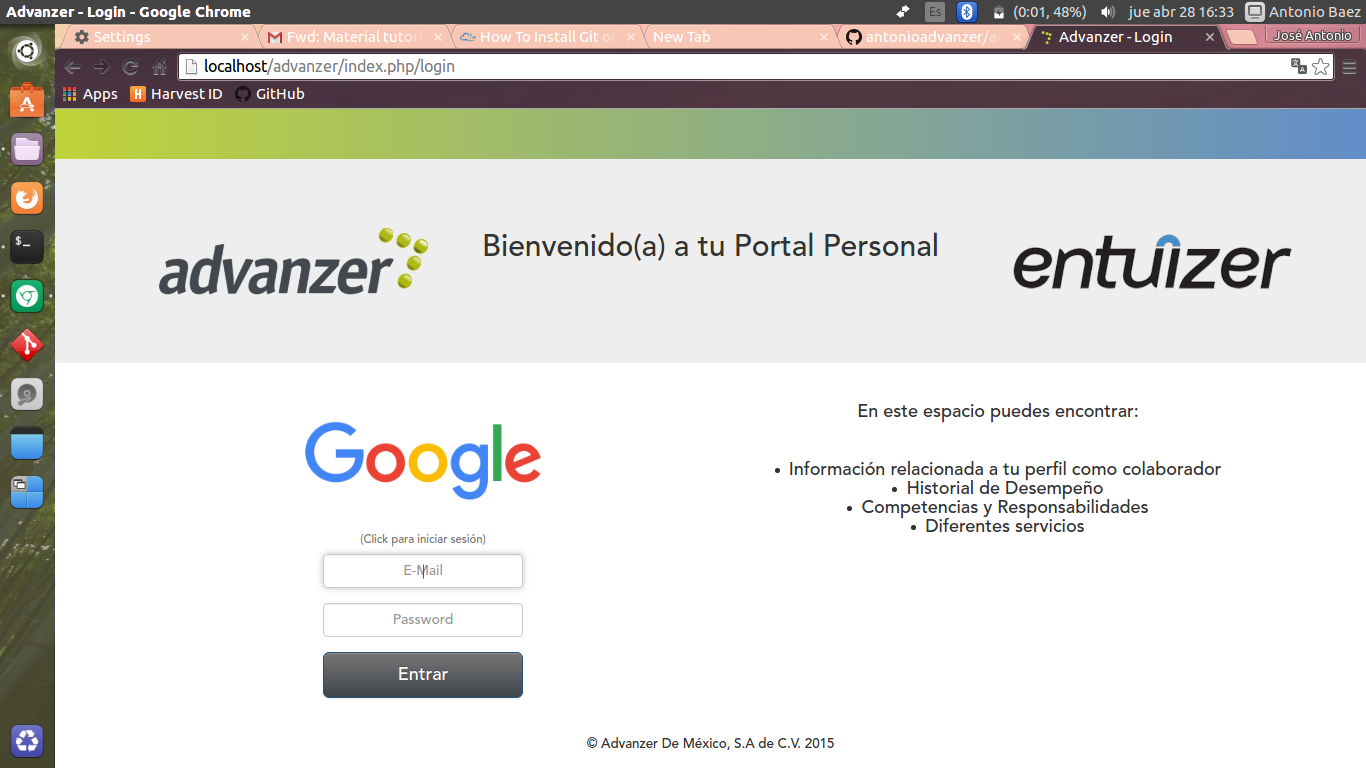 Advanzer - Login - Google Chrome
Es
(0:01, 48%)
jue abr 28 16:33
Antonio Baez
Settings
Fwd: Material tutor
How To Install Git or
New Tab
antonioadvanzer/a
Advanzer - Login
José Antonio
localhost/advanzer/index.php/login
Apps
Harvest ID
GitHub
advanzer
Bienvenido(a) a tu Portal Personal
entuizer
Google
(Click para iniciar sesión)
E-Mail
Password
Entrar
En este espacio puedes encontrar:
• Información relacionada a tu perfil como colaborador
• Historial de Desempeño
• Competencias y Responsabilidades
• Diferentes servicios
© Advanzer De México, S.A de C.V. 2015